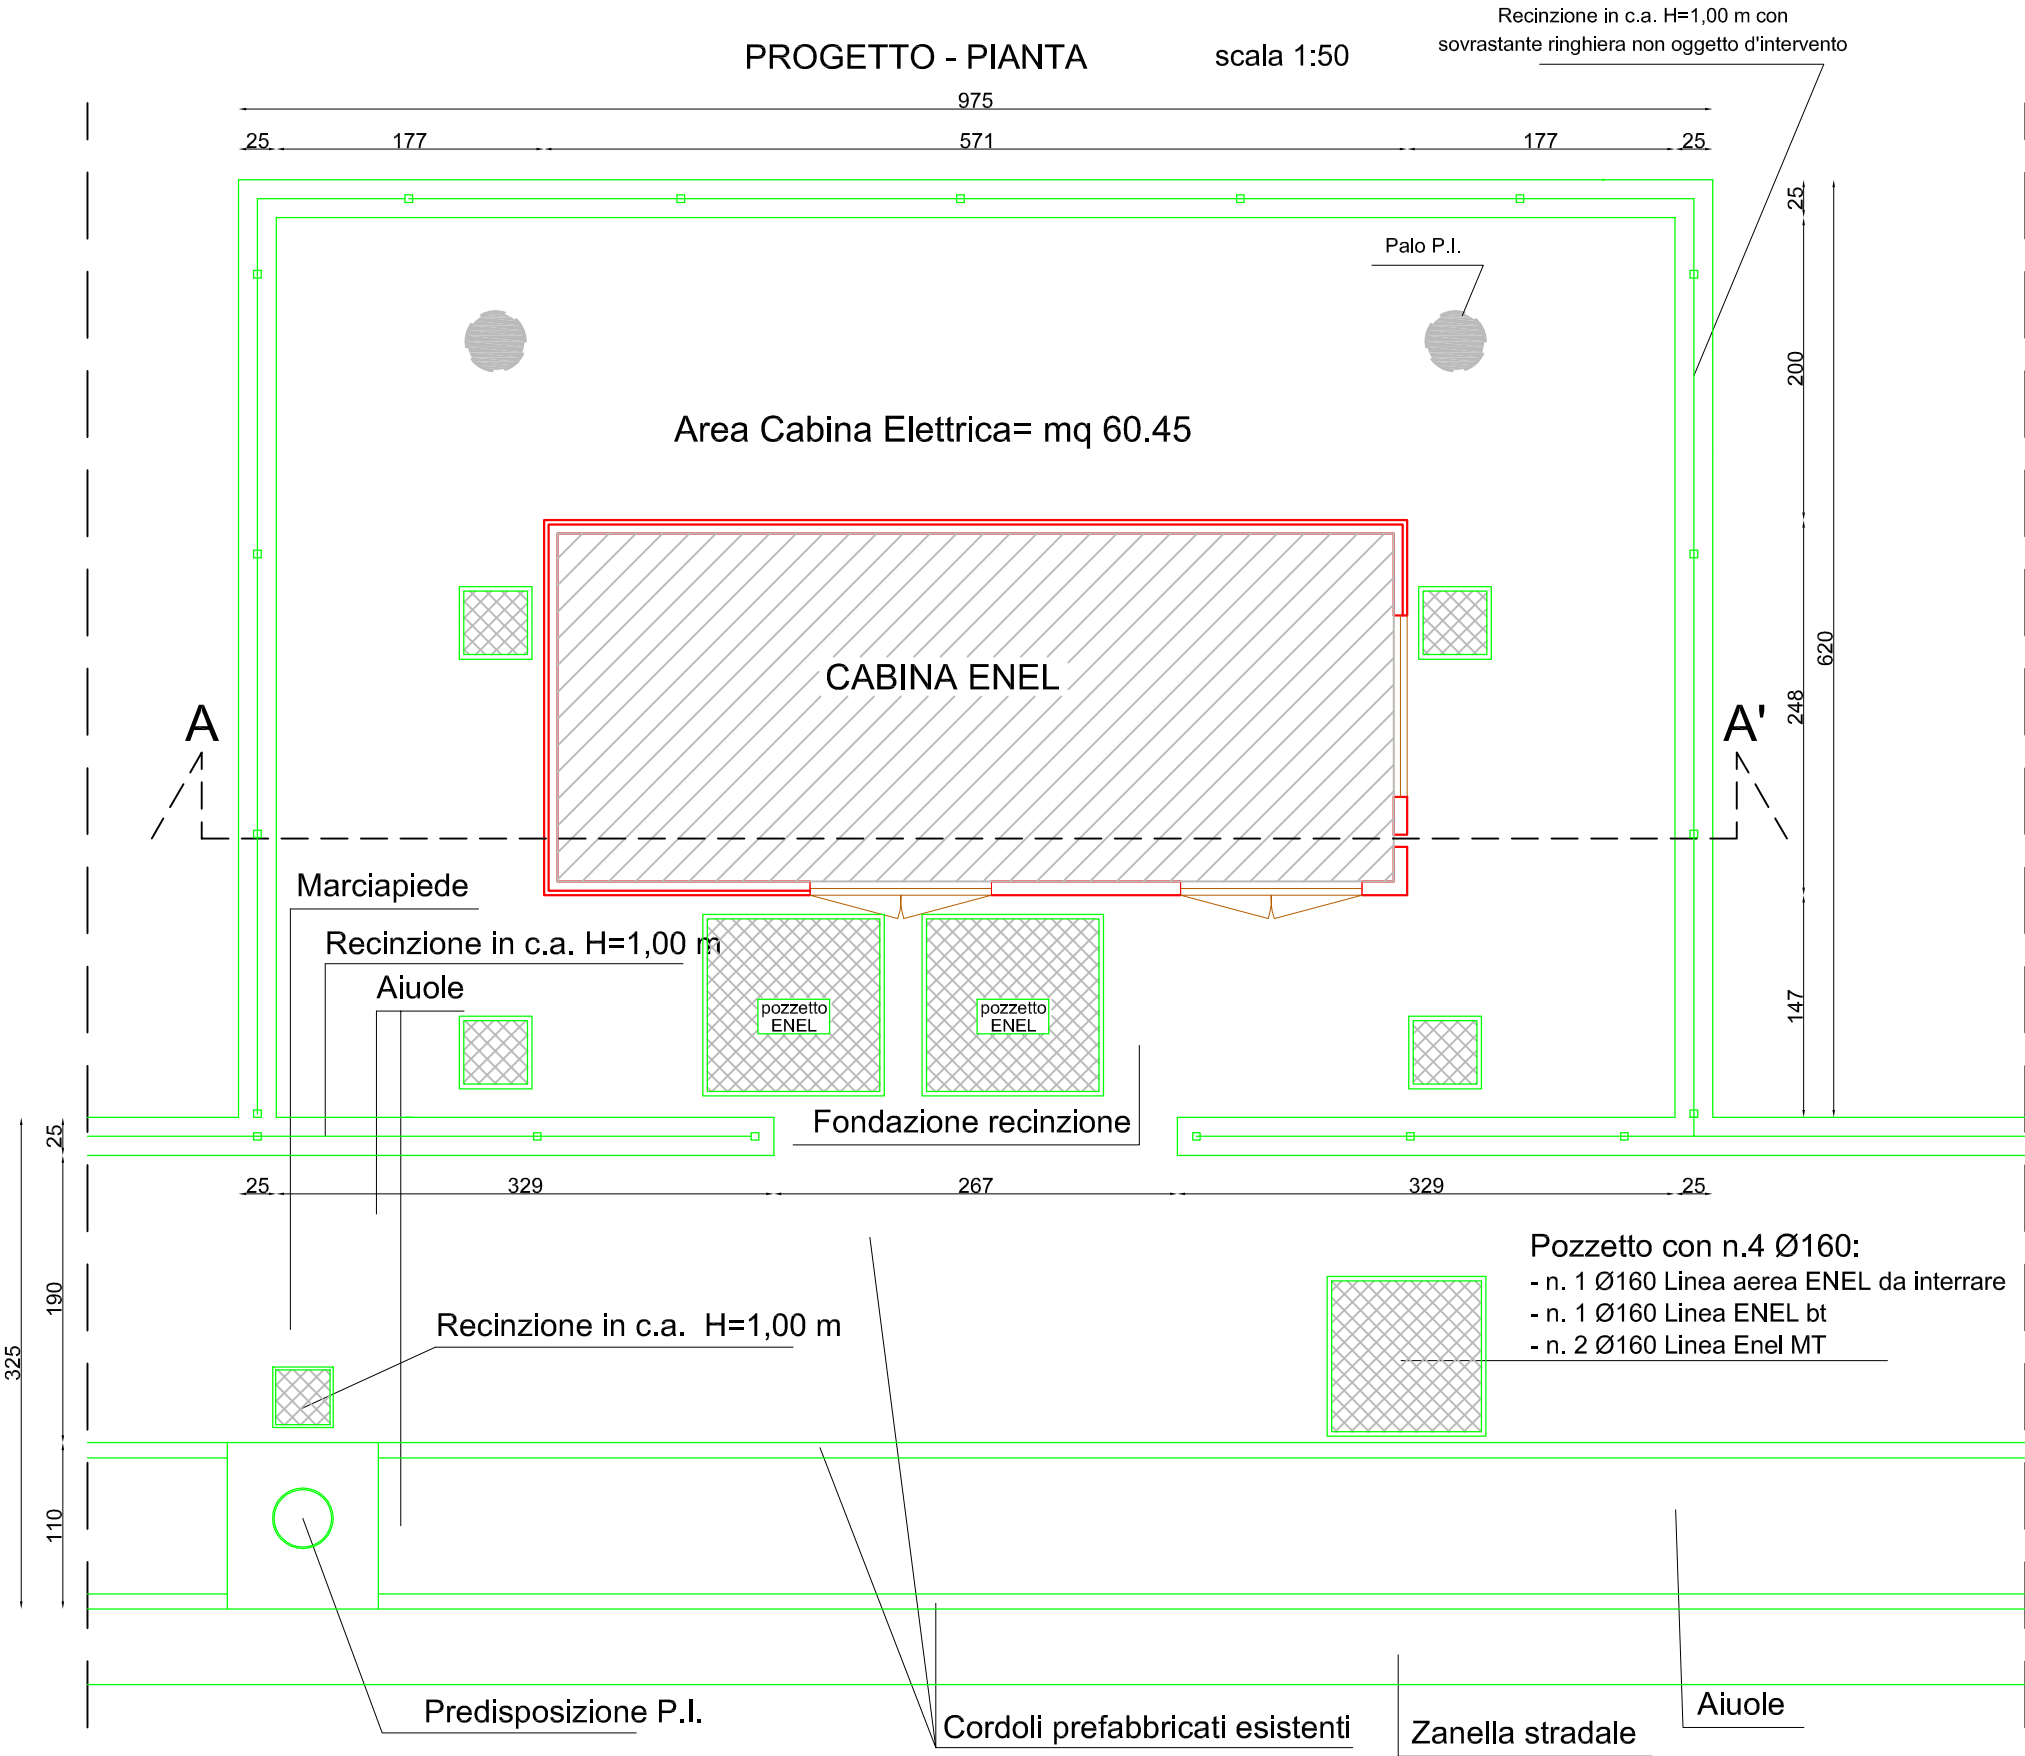 Recinzione in c.a. H=1,00 m con
sovrastante ringhiera non oggetto d'intervento
PROGETTO - PIANTA scala 1:50
975
25 177 571 177 25
25
Palo P.I.
200
Area Cabina Elettrica= mq 60.45
620
CABINA ENEL
248
A A'
Marciapiede
Recinzione in c.a. H=1,00 m
Aiuole
147
pozzetto
ENEL
pozzetto
ENEL
Fondazione recinzione
25
25 329 267 329 25
Pozzetto con n.4 Ø160:
- n. 1 Ø160 Linea aerea ENEL da interrare
- n. 1 Ø160 Linea ENEL bt
- n. 2 Ø160 Linea Enel MT
190
Recinzione in c.a. H=1,00 m
325
110
Predisposizione P.I.
Cordoli prefabbricati esistenti
Zanella stradale
Aiuole